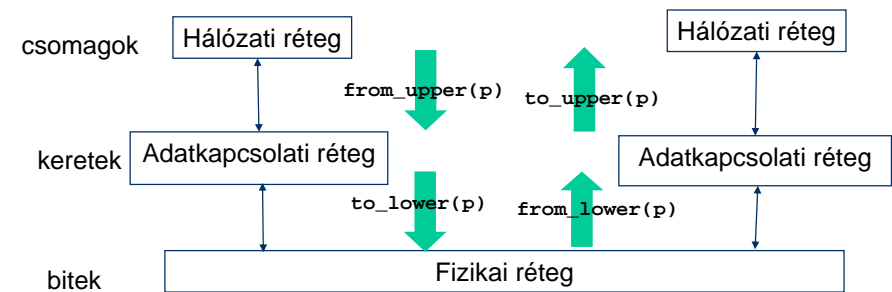 csomagok
Hálózati réteg
Hálózati réteg
from_upper(p)
to_upper(p)
keretek
Adatkapcsolati réteg
Adatkapcsolati réteg
to_lower(p)
from_lower(p)
bitek
Fizikai réteg